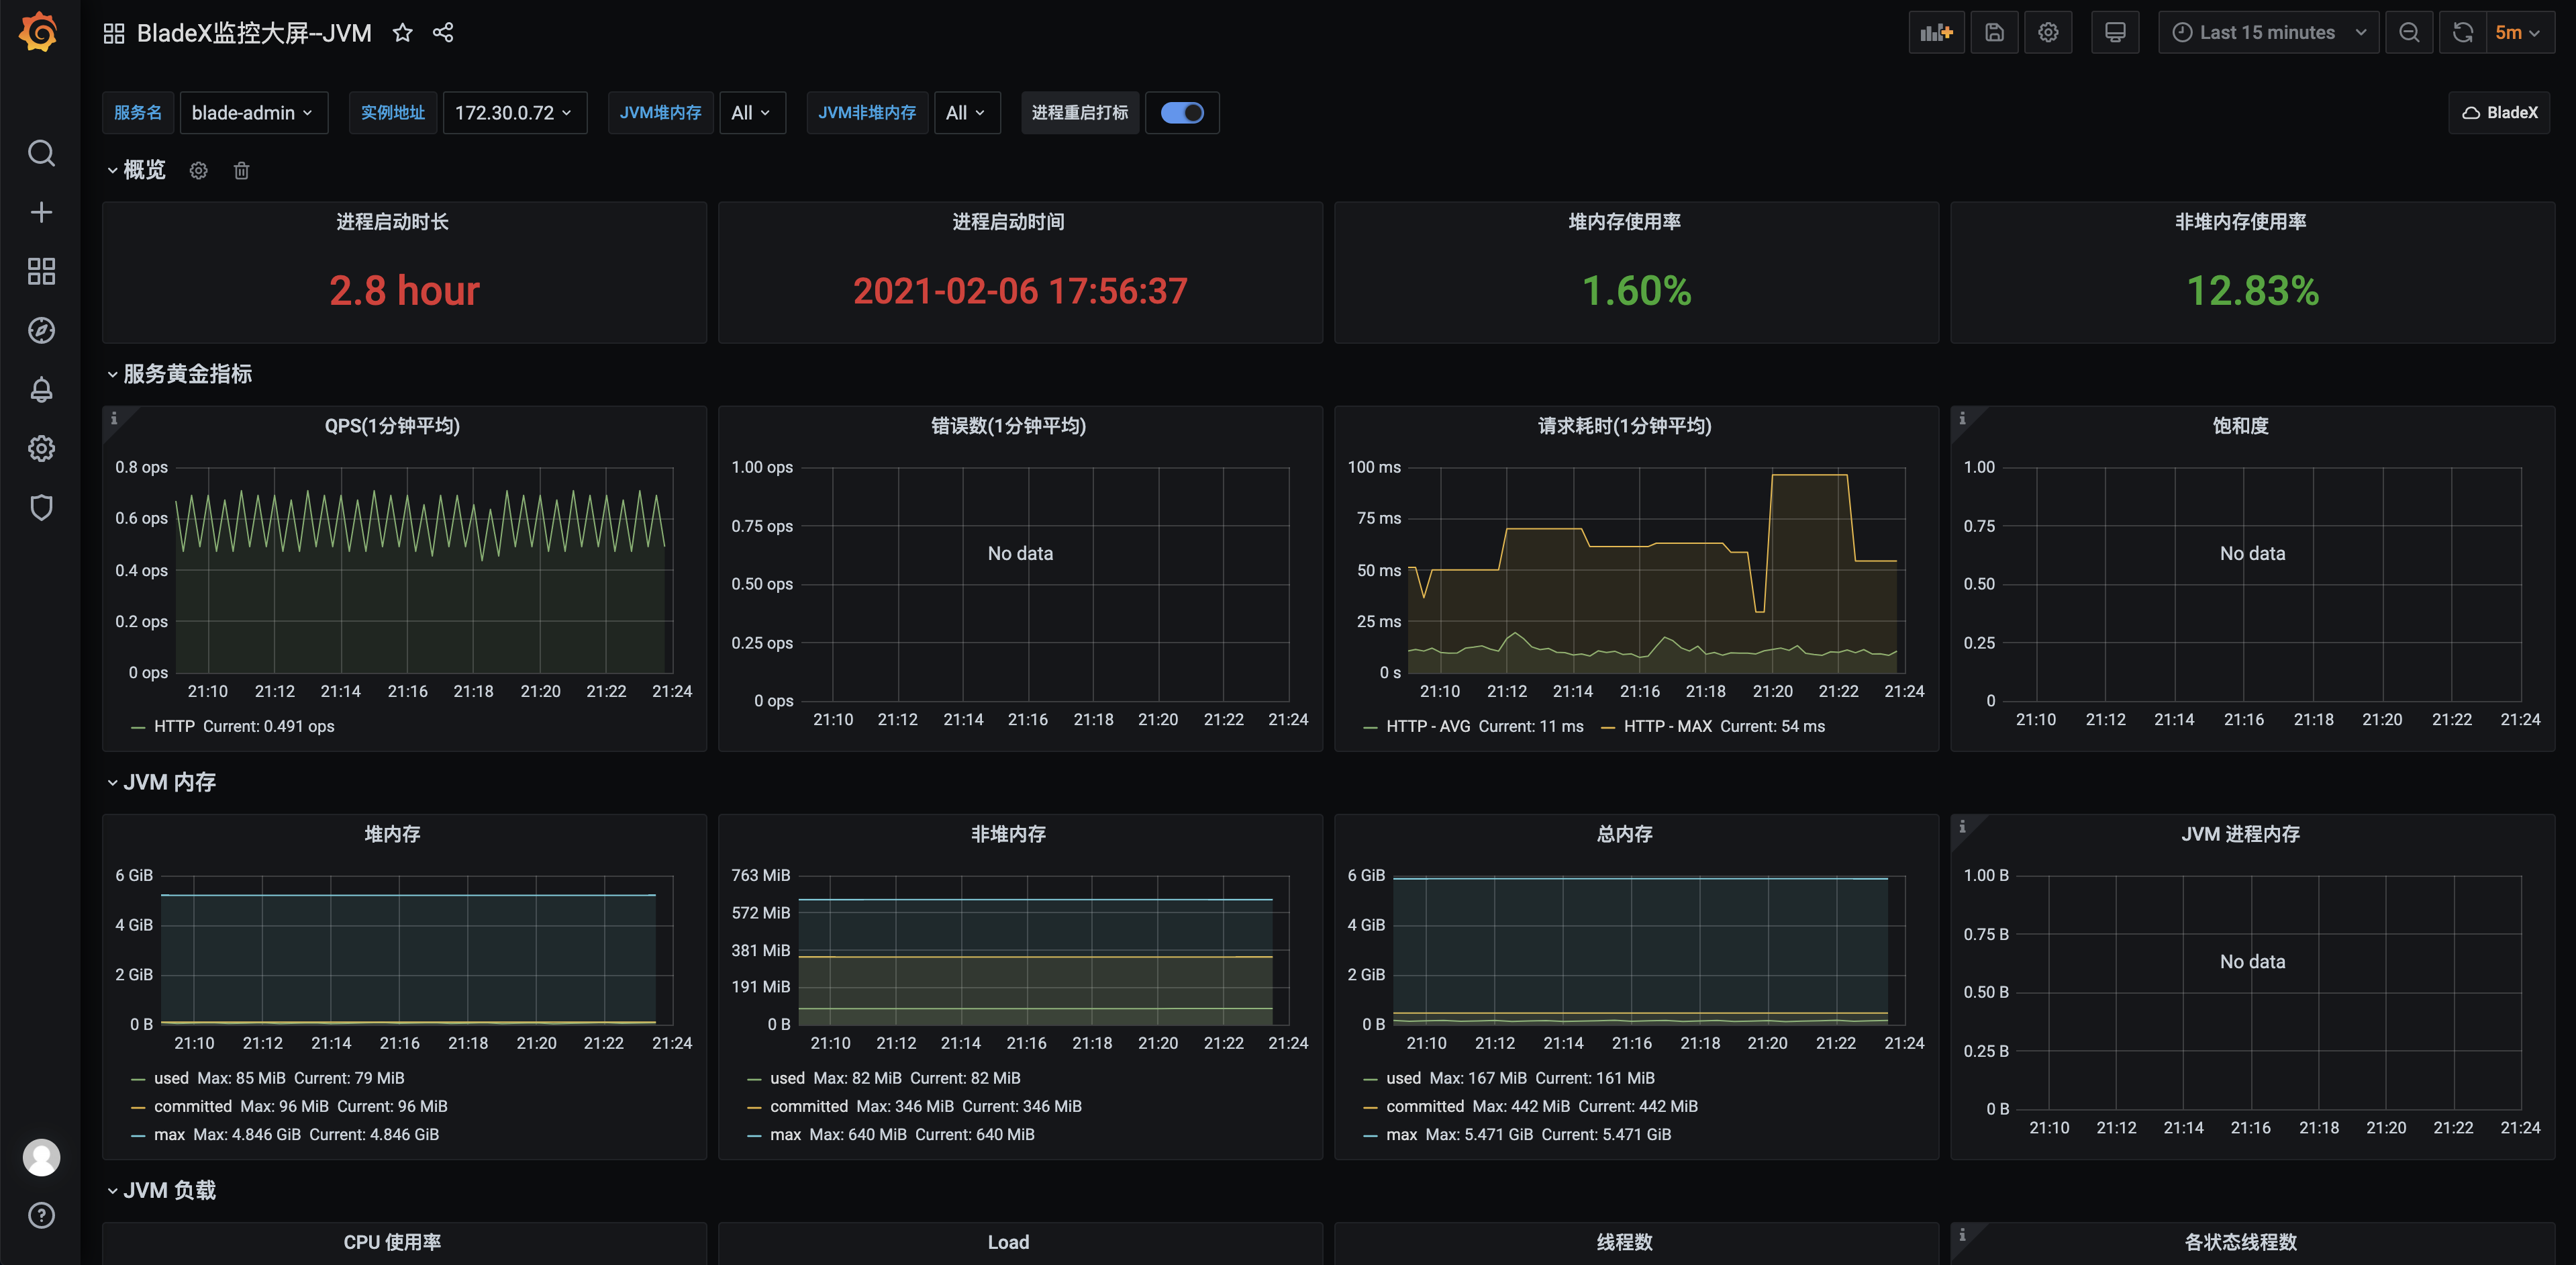 BladeX监控大屏--JVM
Last 15 minutes
5m
服务名 blade-admin 实例地址 172.30.0.72 JVM堆内存 All JVM非堆内存 All 进程重启打标
BladeX
概览
进程启动时长
2.8 hour
进程启动时间
2021-02-06 17:56:37
堆内存使用率
1.60%
非堆内存使用率
12.83%
服务黄金指标
QPS(1分钟平均)
0.8 ops
0.6 ops
0.4 ops
0.2 ops
0 ops
21:10 21:12 21:14 21:16 21:18 21:20 21:22 21:24
HTTP Current: 0.491 ops
错误数(1分钟平均)
1.00 ops
0.75 ops
0.50 ops
0.25 ops
0 ops
No data
21:10 21:12 21:14 21:16 21:18 21:20 21:22 21:24
请求耗时(1分钟平均)
100 ms
75 ms
50 ms
25 ms
0 s
21:10 21:12 21:14 21:16 21:18 21:20 21:22 21:24
HTTP - AVG Current: 11 ms HTTP - MAX Current: 54 ms
饱和度
1.00
0.75
0.50
0.25
0
No data
21:10 21:12 21:14 21:16 21:18 21:20 21:22 21:24
JVM 内存
堆内存
6 GiB
4 GiB
2 GiB
0 B
21:10 21:12 21:14 21:16 21:18 21:20 21:22 21:24
used Max: 85 MiB Current: 79 MiB
committed Max: 96 MiB Current: 96 MiB
max Max: 4.846 GiB Current: 4.846 GiB
非堆内存
763 MiB
572 MiB
381 MiB
191 MiB
0 B
21:10 21:12 21:14 21:16 21:18 21:20 21:22 21:24
used Max: 82 MiB Current: 82 MiB
committed Max: 346 MiB Current: 346 MiB
max Max: 640 MiB Current: 640 MiB
总内存
6 GiB
4 GiB
2 GiB
0 B
21:10 21:12 21:14 21:16 21:18 21:20 21:22 21:24
used Max: 167 MiB Current: 161 MiB
committed Max: 442 MiB Current: 442 MiB
max Max: 5.471 GiB Current: 5.471 GiB
JVM 进程内存
1.00 B
0.75 B
0.50 B
0.25 B
0 B
No data
21:10 21:12 21:14 21:16 21:18 21:20 21:22 21:24
JVM 负载
CPU 使用率
Load
线程数
各状态线程数